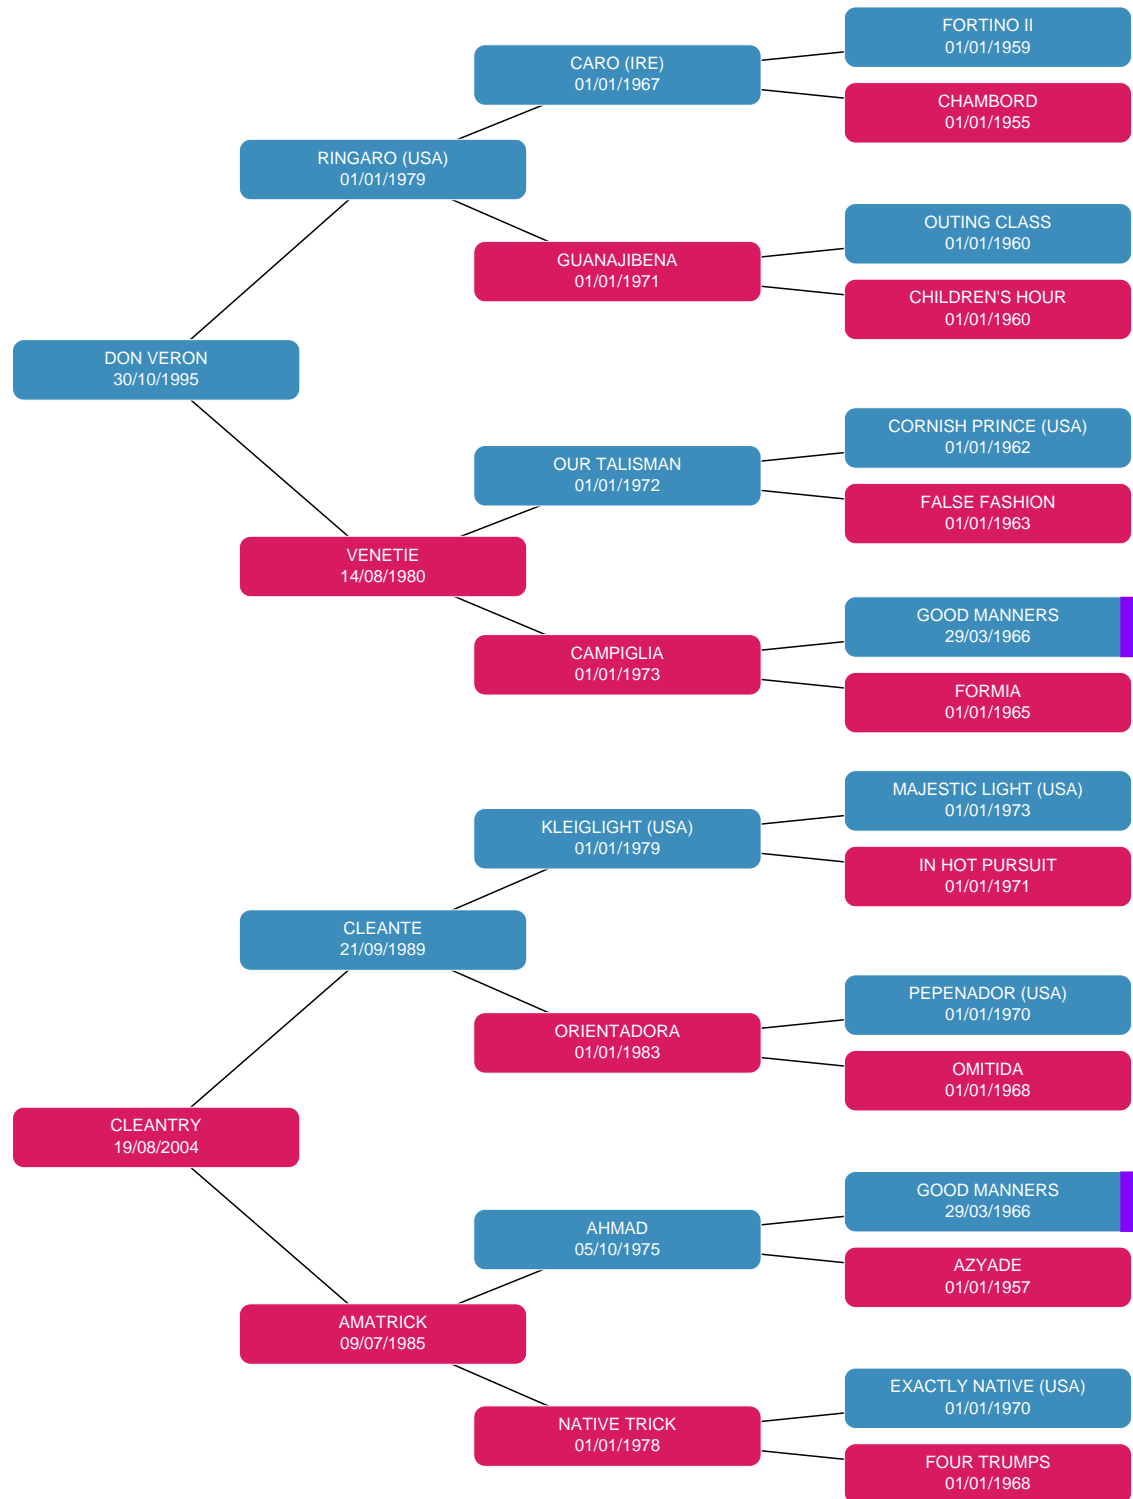 FORTINO II
01/01/1959
CARO (IRE)
01/01/1967
CHAMBORD
01/01/1955
RINGARO (USA)
01/01/1979
OUTING CLASS
01/01/1960
GUANAJIBENA
01/01/1971
CHILDREN'S HOUR
01/01/1960
DON VERON
30/10/1995
CORNISH PRINCE (USA)
01/01/1962
OUR TALISMAN
01/01/1972
FALSE FASHION
01/01/1963
VENETIE
14/08/1980
GOOD MANNERS
29/03/1966
CAMPIGLIA
01/01/1973
FORMIA
01/01/1965
MAJESTIC LIGHT (USA)
01/01/1973
KLEIGLIGHT (USA)
01/01/1979
IN HOT PURSUIT
01/01/1971
CLEANTE
21/09/1989
PEPENADOR (USA)
01/01/1970
ORIENTADORA
01/01/1983
OMITIDA
01/01/1968
CLEANTRY
19/08/2004
GOOD MANNERS
29/03/1966
AHMAD
05/10/1975
AZYADE
01/01/1957
AMATRICK
09/07/1985
EXACTLY NATIVE (USA)
01/01/1970
NATIVE TRICK
01/01/1978
FOUR TRUMPS
01/01/1968